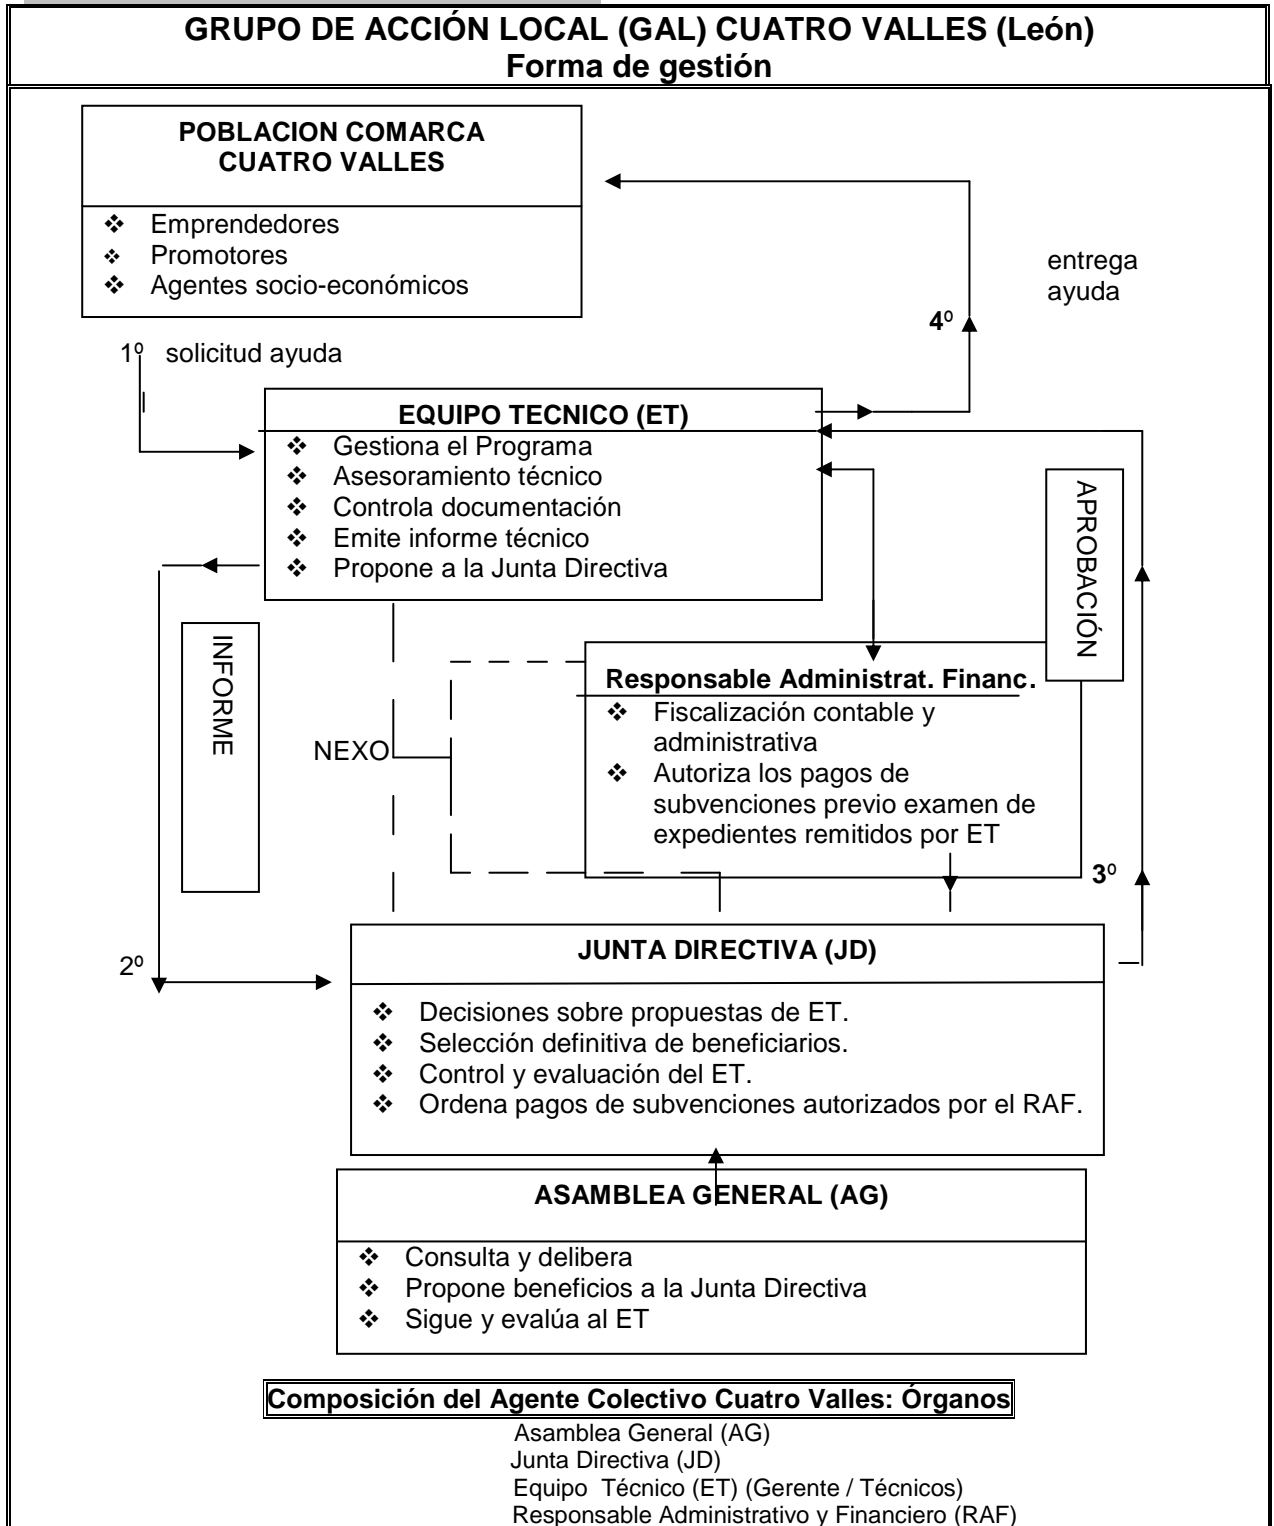 GRUPO DE ACCIÓN LOCAL (GAL) CUATRO VALLES (León)
Forma de gestión
POBLACION COMARCA
CUATRO VALLES
❖ Emprendedores
❖ Promotores
❖ Agentes socio-económicos
entrega
ayuda
4º
1º solicitud ayuda
EQUIPO TECNICO (ET)
❖ Gestiona el Programa
❖ Asesoramiento técnico
❖ Controla documentación
❖ Emite informe técnico
❖ Propone a la Junta Directiva
APROBACIÓN
INFORME
NEXO
Responsable Administrat. Financ.
❖ Fiscalización contable y
administrativa
❖ Autoriza los pagos de
subvenciones previo examen de
expedientes remitidos por ET
3º
2º
JUNTA DIRECTIVA (JD)
❖ Decisiones sobre propuestas de ET.
❖ Selección definitiva de beneficiarios.
❖ Control y evaluación del ET.
❖ Ordena pagos de subvenciones autorizados por el RAF.
ASAMBLEA GENERAL (AG)
❖ Consulta y delibera
❖ Propone beneficios a la Junta Directiva
❖ Sigue y evalúa al ET
Composición del Agente Colectivo Cuatro Valles: Órganos
Asamblea General (AG)
Junta Directiva (JD)
Equipo Técnico (ET) (Gerente / Técnicos)
Responsable Administrativo y Financiero (RAF)